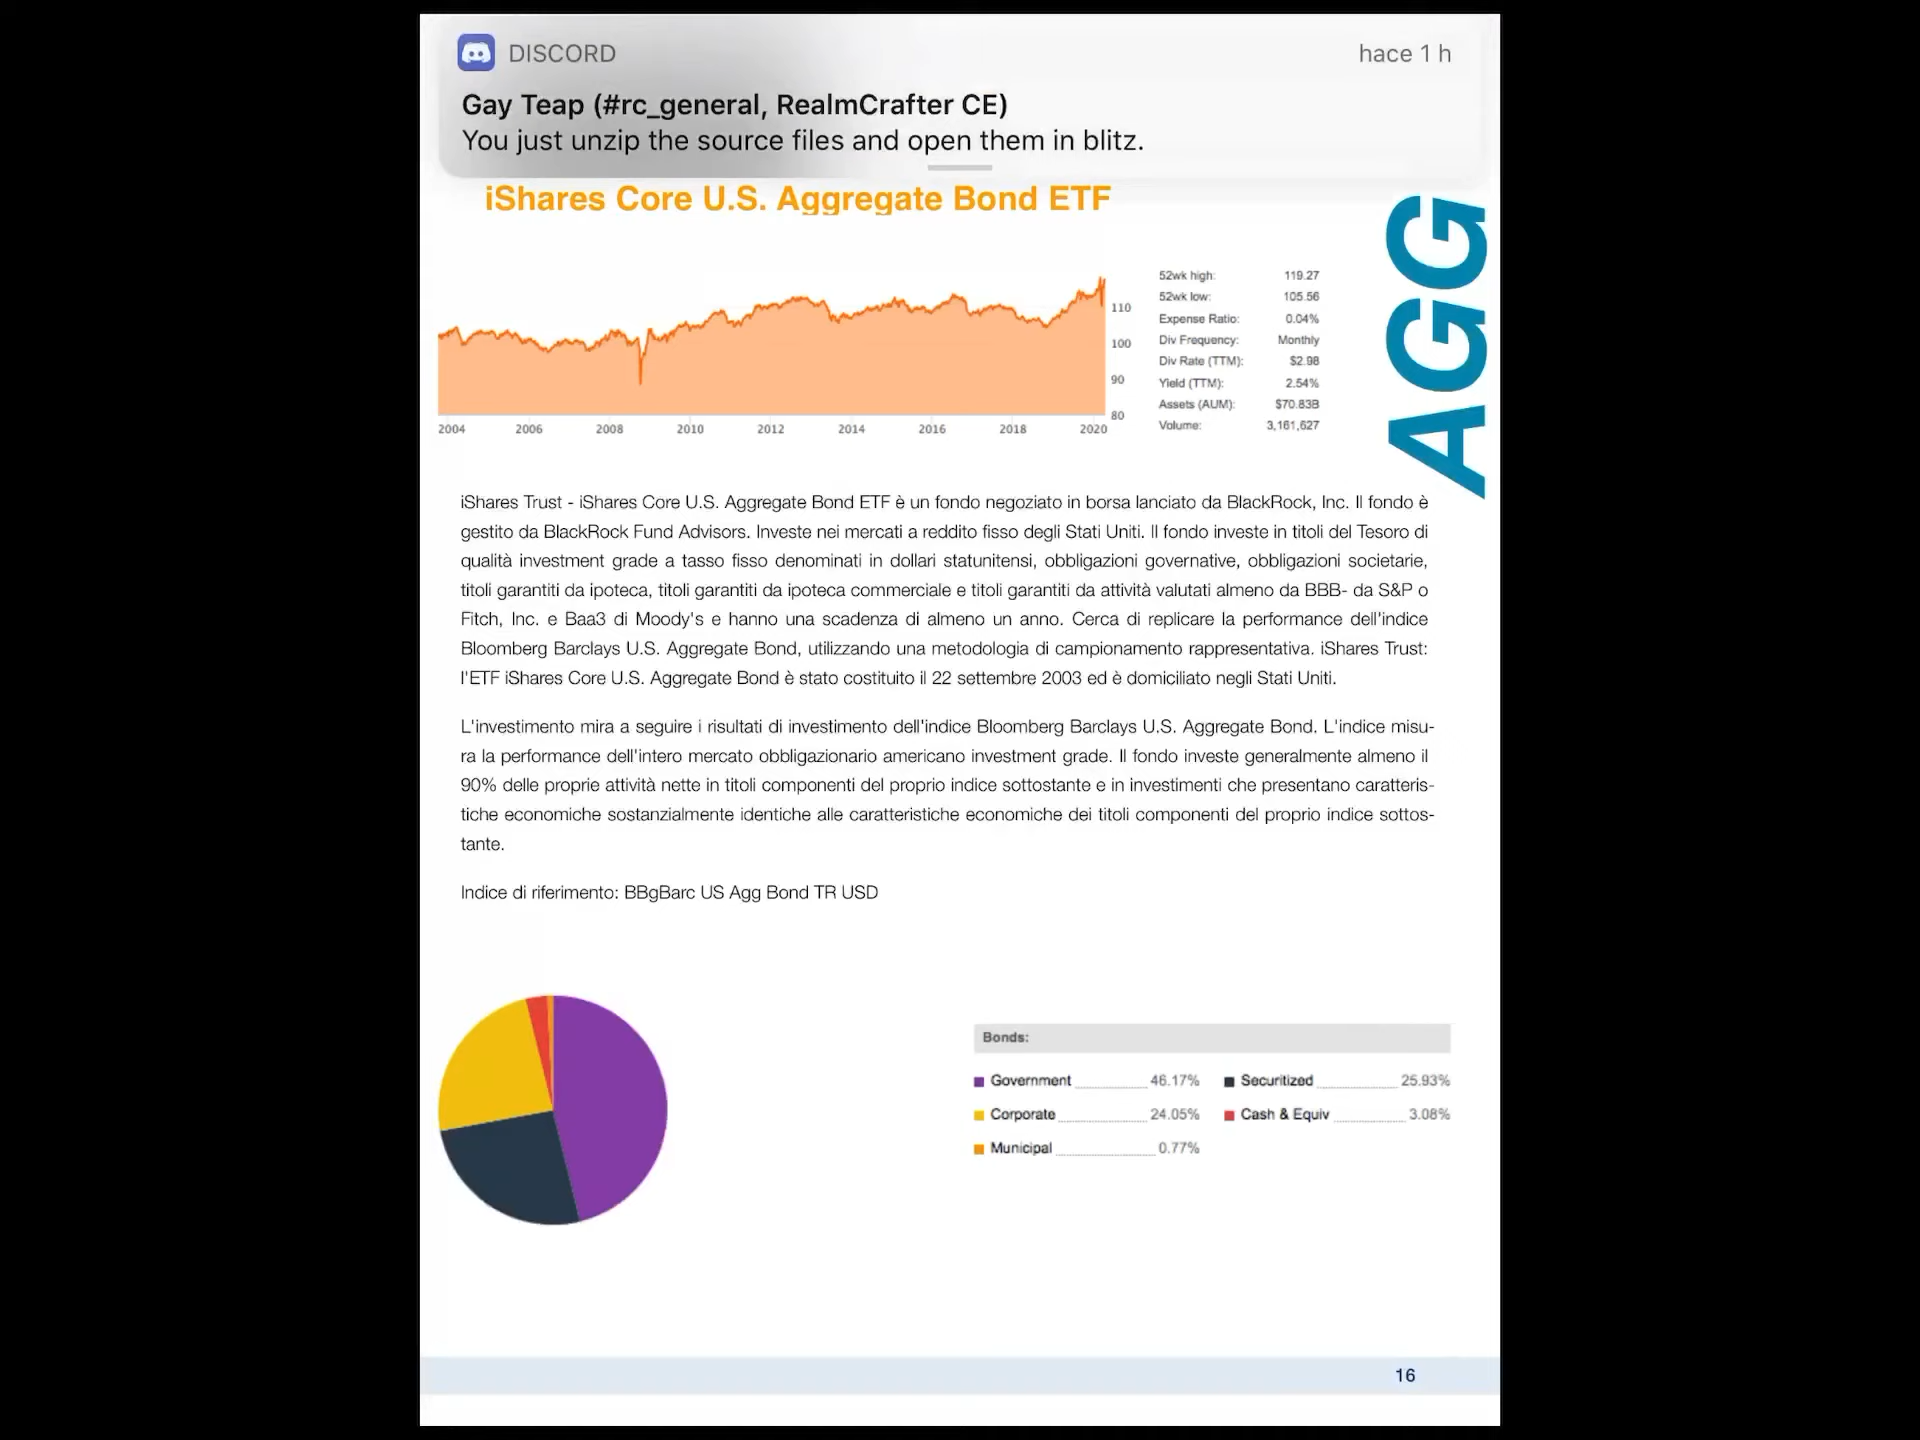 DISCORD
hace 1 h
Gay Teap (#rc_general, RealmCrafter CE)
You just unzip the source files and open them in blitz.
iShares Core U.S. Aggregate Bond ETF
AGG
110
100
90
80
2004 2006 2008 2010 2012 2014 2016 2018 2020
52wk high: 119.27
52wk low: 105.56
Expense Ratio: 0.04%
Div Frequency: Monthly
Div Rate (TTM): $2.98
Yield (TTM): 2.54%
Assets (AUM): $70.83B
Volume: 3,161,627
iShares Trust - iShares Core U.S. Aggregate Bond ETF è un fondo negoziato in borsa lanciato da BlackRock, Inc. Il fondo è
gestito da BlackRock Fund Advisors. Investe nei mercati a reddito fisso degli Stati Uniti. Il fondo investe in titoli del Tesoro di
qualità investment grade a tasso fisso denominati in dollari statunitensi, obbligazioni governative, obbligazioni societarie,
titoli garantiti da ipoteca, titoli garantiti da ipoteca commerciale e titoli garantiti da attività valutati almeno da BBB- da S&P o
Fitch, Inc. e Baa3 di Moody's e hanno una scadenza di almeno un anno. Cerca di replicare la performance dell'indice
Bloomberg Barclays U.S. Aggregate Bond, utilizzando una metodologia di campionamento rappresentativa. iShares Trust:
l'ETF iShares Core U.S. Aggregate Bond è stato costituito il 22 settembre 2003 ed è domiciliato negli Stati Uniti.
L'investimento mira a seguire i risultati di investimento dell'indice Bloomberg Barclays U.S. Aggregate Bond. L'indice misu-
ra la performance dell'intero mercato obbligazionario americano investment grade. Il fondo investe generalmente almeno il
90% delle proprie attività nette in titoli componenti del proprio indice sottostante e in investimenti che presentano caratteris-
tiche economiche sostanzialmente identiche alle caratteristiche economiche dei titoli componenti del proprio indice sottos-
tante.
Indice di riferimento: BBgBarc US Agg Bond TR USD
Bonds:
Government 46.17% Securitized 25.93%
Corporate 24.05% Cash & Equiv 3.08%
Municipal 0.77%
16